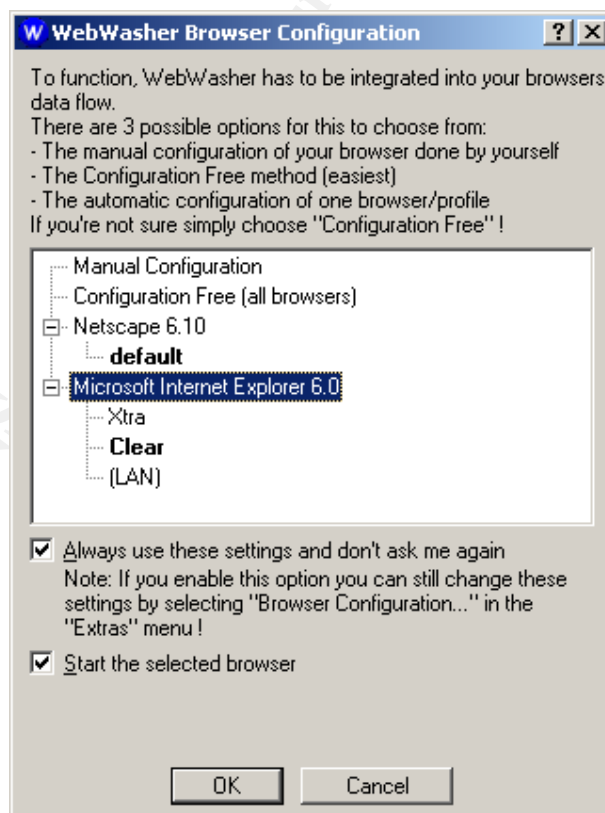 WebWasher Browser Configuration
To function, WebWasher has to be integrated into your browsers
data flow.
There are 3 possible options for this to choose from:
- The manual configuration of your browser done by yourself
- The Configuration Free method (easiest)
- The automatic configuration of one browser/profile
If you're not sure simply choose "Configuration Free" !
Manual Configuration
Configuration Free (all browsers)
Netscape 6.10
default
Microsoft Internet Explorer 6.0
Xtra
Clear
(LAN)
Always use these settings and don't ask me again
Note: If you enable this option you can still change these
settings by selecting "Browser Configuration..." in the
"Extras" menu !
Start the selected browser
OK Cancel